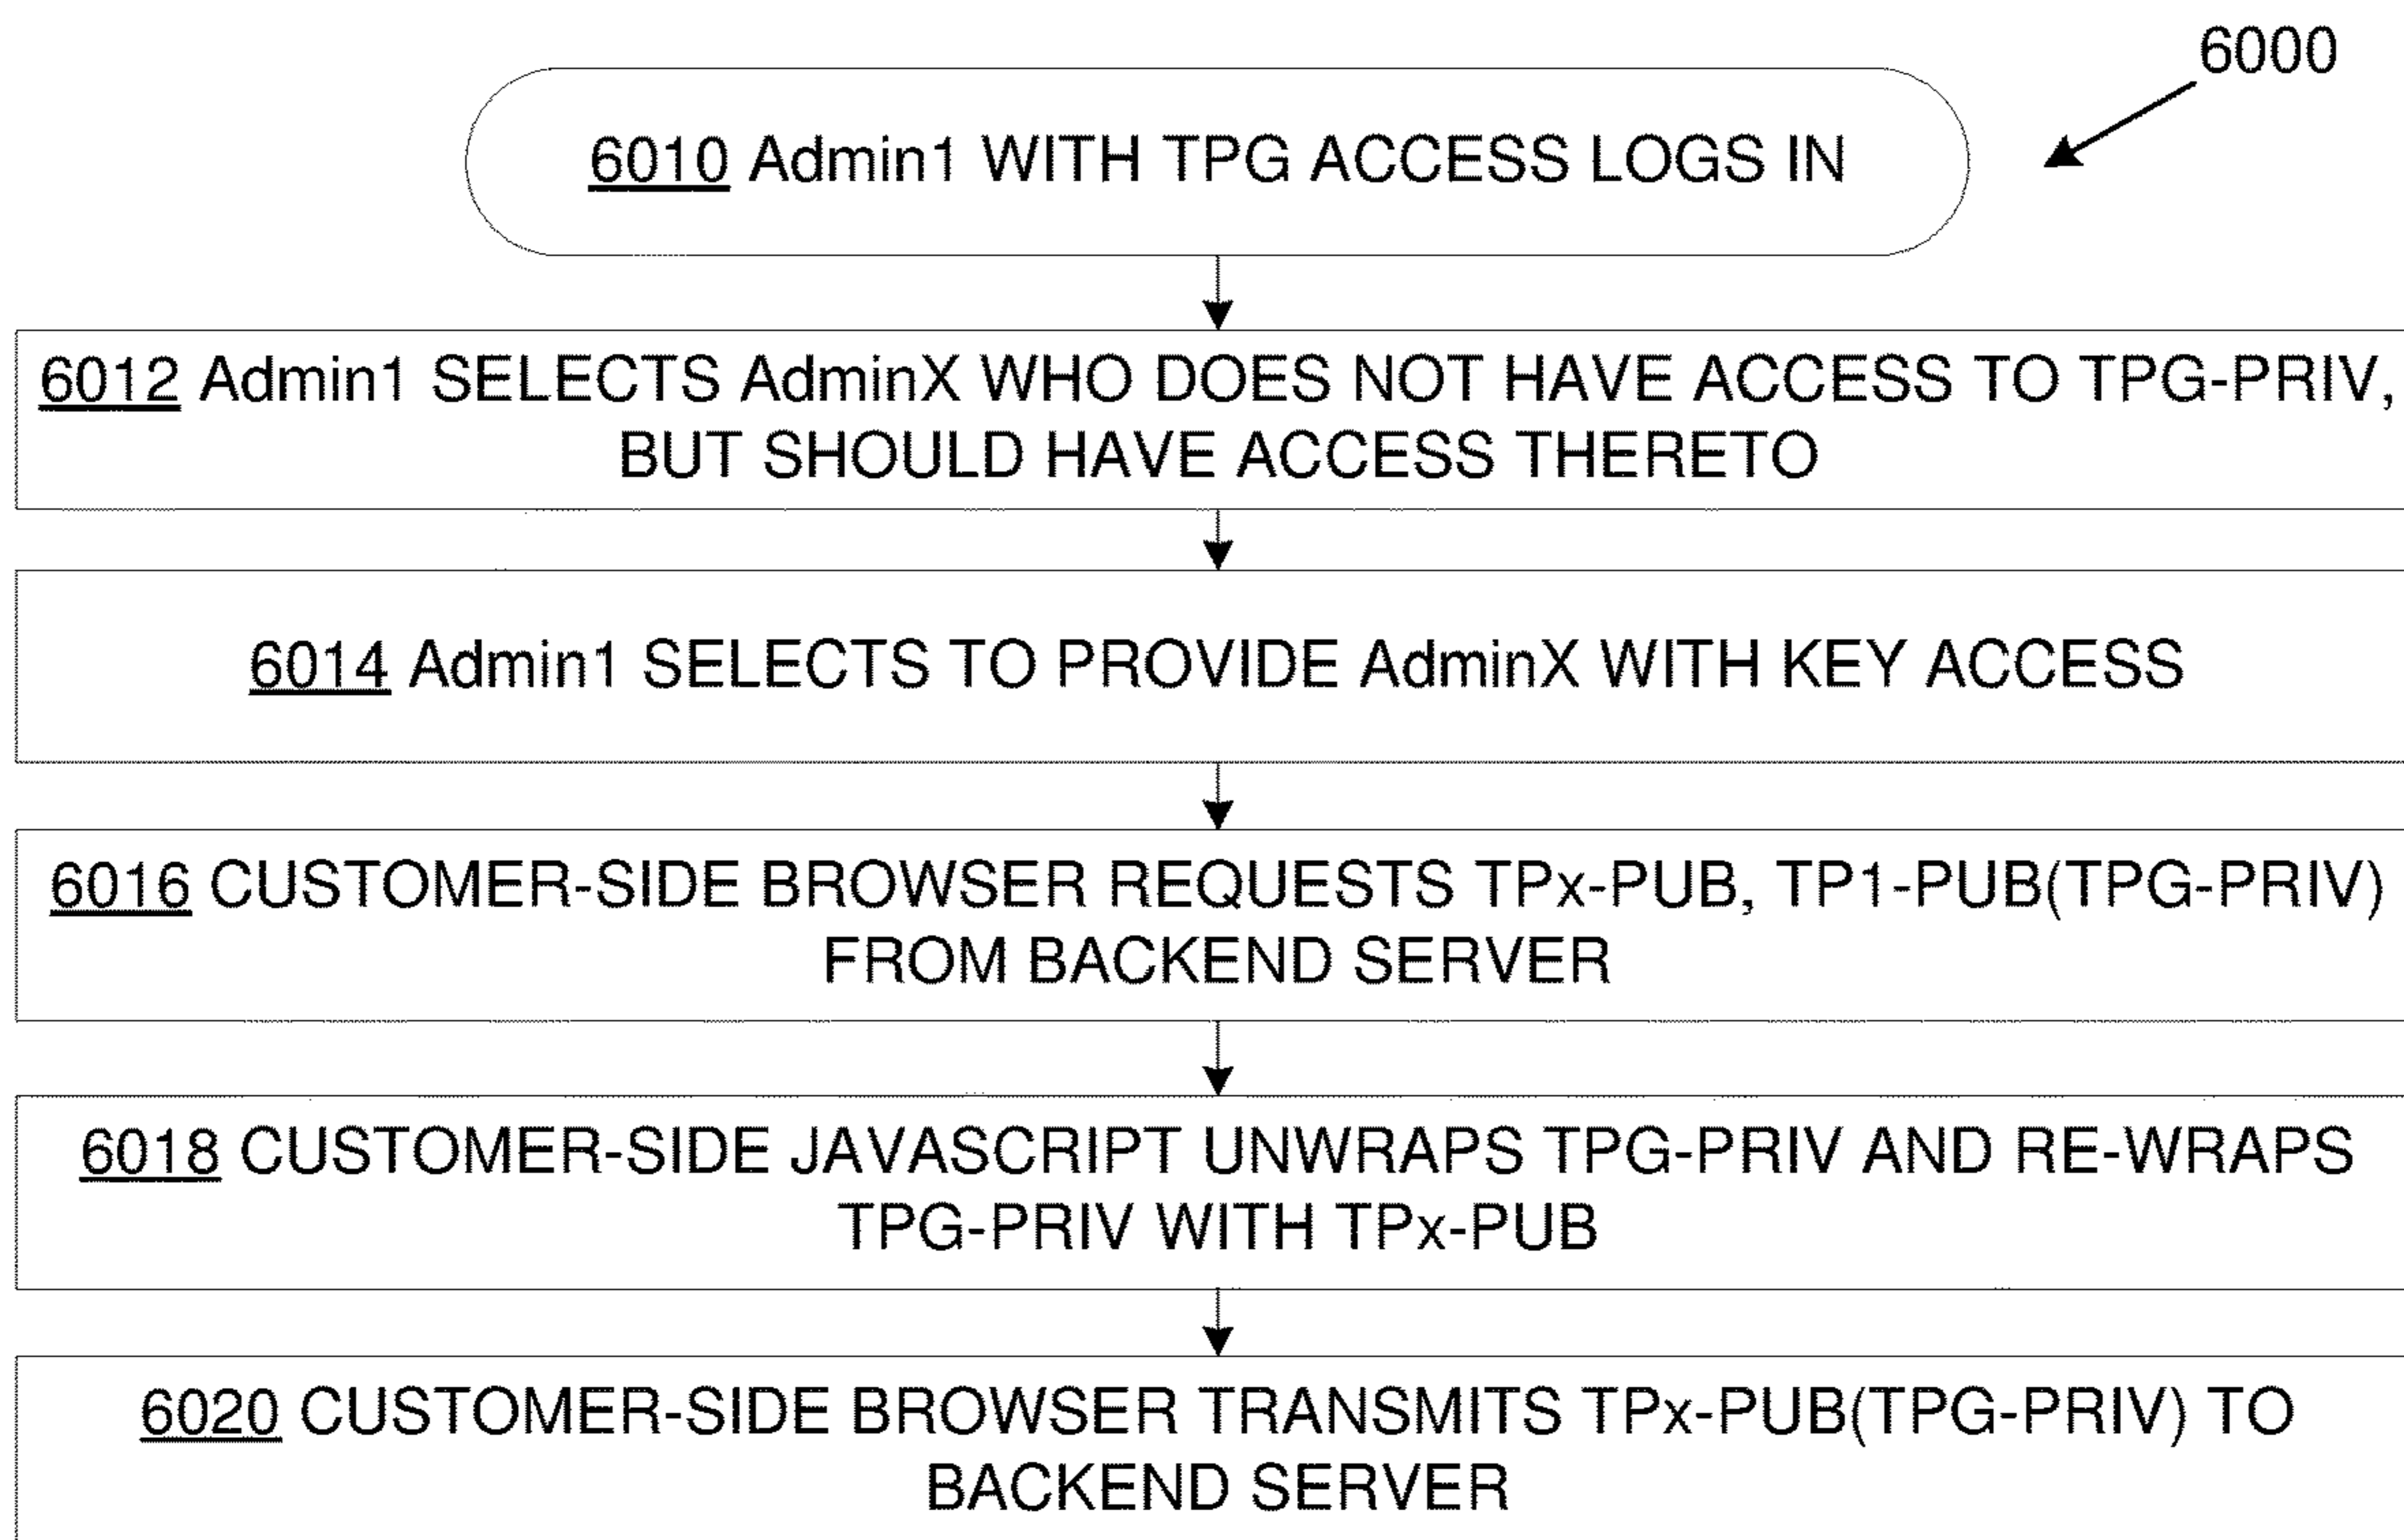 6000
6010 Admin1 WITH TPG ACCESS LOGS IN
6012 Admin1 SELECTS AdminX WHO DOES NOT HAVE ACCESS TO TPG-PRIV,
BUT SHOULD HAVE ACCESS THERETO
6014 Admin1 SELECTS TO PROVIDE AdminX WITH KEY ACCESS
6016 CUSTOMER-SIDE BROWSER REQUESTS TPx-PUB, TP1-PUB(TPG-PRIV)
FROM BACKEND SERVER
6018 CUSTOMER-SIDE JAVASCRIPT UNWRAPS TPG-PRIV AND RE-WRAPS
TPG-PRIV WITH TPx-PUB
6020 CUSTOMER-SIDE BROWSER TRANSMITS TPx-PUB(TPG-PRIV) TO
BACKEND SERVER